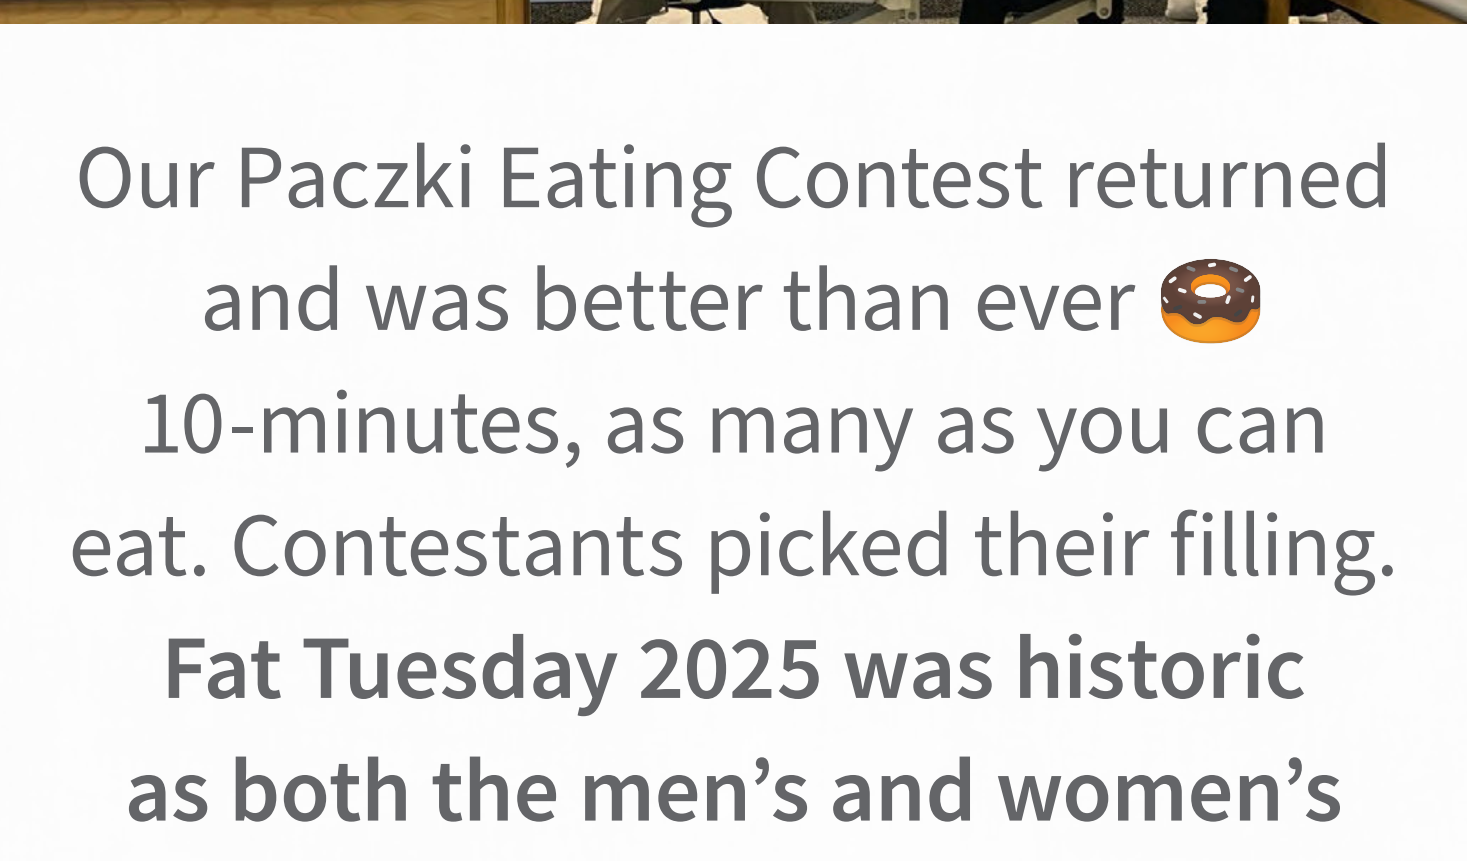 Our Paczki Eating Contest returned
and was better than ever 🍩
10-minutes, as many as you can
eat. Contestants picked their filling.
Fat Tuesday 2025 was historic
as both the men’s and women’s